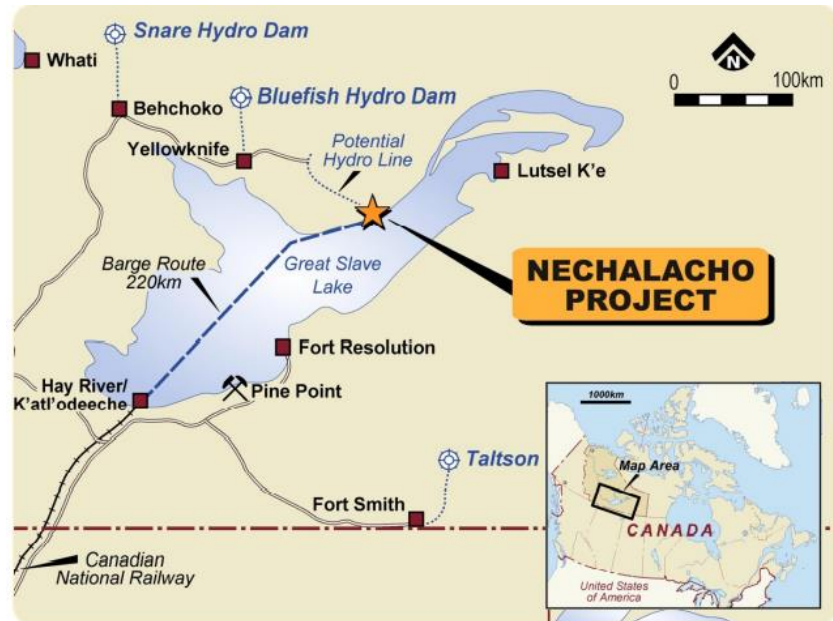 Snare Hydro Dam
Whati
Bluefish Hydro Dam
N
0 100km
Behchoko
Yellowknife
Potential
Hydro Line
Lutsel K'e
NECHALACHO
PROJECT
Barge Route
220km
Great Slave
Lake
Fort Resolution
Hay River/
K'atl'odeeche
Pine Point
Taltson
Fort Smith
Canadian
National Railway
1000km
Map Area
CANADA
United States
of America